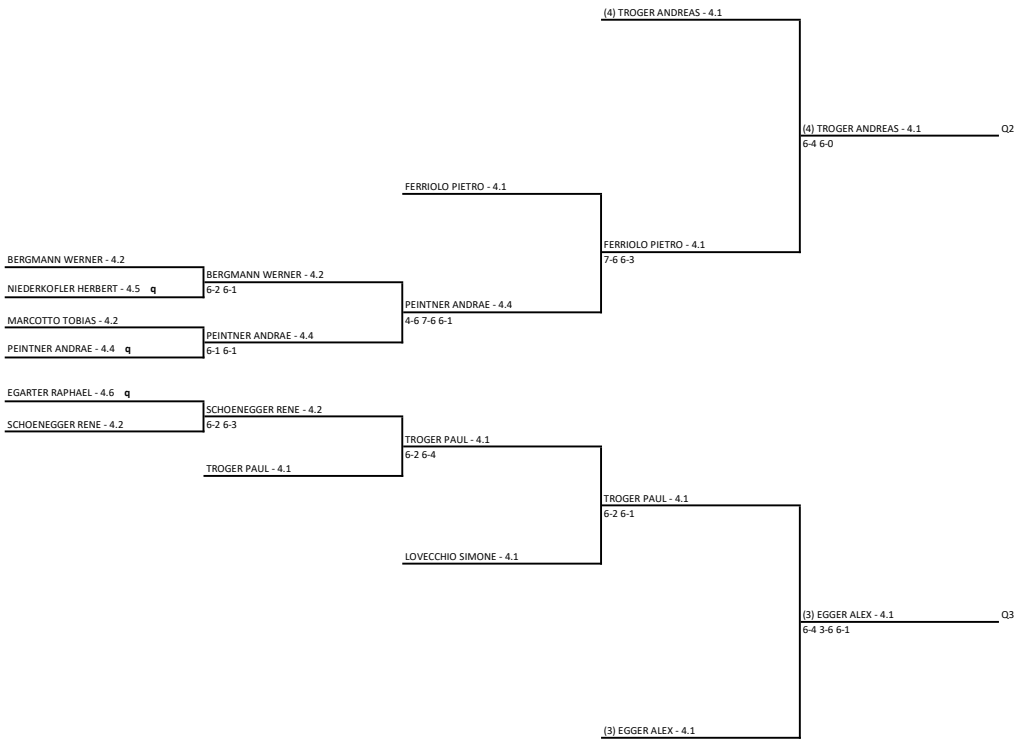 (4) TROGER ANDREAS - 4.1
(4) TROGER ANDREAS - 4.1 Q2
6-4 6-0
FERRIOLO PIETRO - 4.1
FERRIOLO PIETRO - 4.1
7-6 6-3
BERGMANN WERNER - 4.2
BERGMANN WERNER - 4.2
NIEDERKOFLER HERBERT - 4.5 q
6-2 6-1
PEINTNER ANDRAE - 4.4
MARCOTTO TOBIAS - 4.2
4-6 7-6 6-1
PEINTNER ANDRAE - 4.4
PEINTNER ANDRAE - 4.4 q
6-1 6-1
EGARTER RAPHAEL - 4.6 q
SCHOENEGGER RENE - 4.2
SCHOENEGGER RENE - 4.2
6-2 6-3
TROGER PAUL - 4.1
6-2 6-4
TROGER PAUL - 4.1
TROGER PAUL - 4.1
6-2 6-1
LOVECCHIO SIMONE - 4.1
(3) EGGER ALEX - 4.1 Q3
6-4 3-6 6-1
(3) EGGER ALEX - 4.1